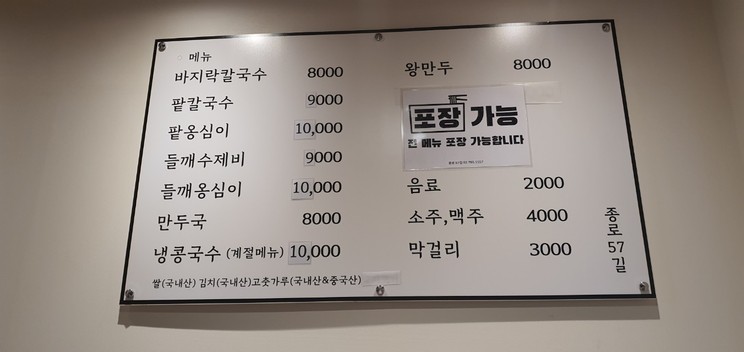 메뉴
바지락칼국수 8000
팥칼국수 9000
팥옹심이 10,000
들깨수제비 9000
들깨옹심이 10,000
만두국 8000
냉콩국수 (계절메뉴) 10,000
쌀(국내산) 김치(국내산)고춧가루(국내산&중국산)
왕만두 8000
포장 가능
전 메뉴 포장 가능합니다
음료 2000
소주,맥주 4000
막걸리 3000
종로57길